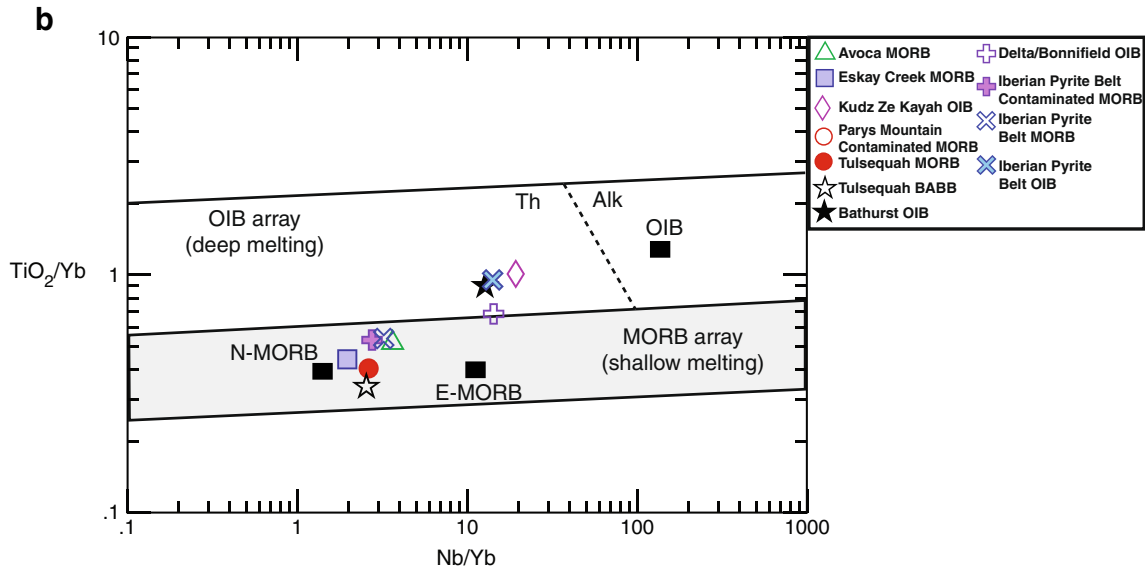 b
10
1
.1
TiO2/Yb
.1
1
10
100
1000
Nb/Yb
OIB array
(deep melting)
Th
Alk
OIB
N-MORB
E-MORB
MORB array
(shallow melting)
Avoca MORB
Eskay Creek MORB
Kudz Ze Kayah OIB
Parys Mountain
Contaminated MORB
Tulsequah MORB
Tulsequah BABB
Bathurst OIB
Delta/Bonnifield OIB
Iberian Pyrite Belt
Contaminated MORB
Iberian Pyrite
Belt MORB
Iberian Pyrite
Belt OIB